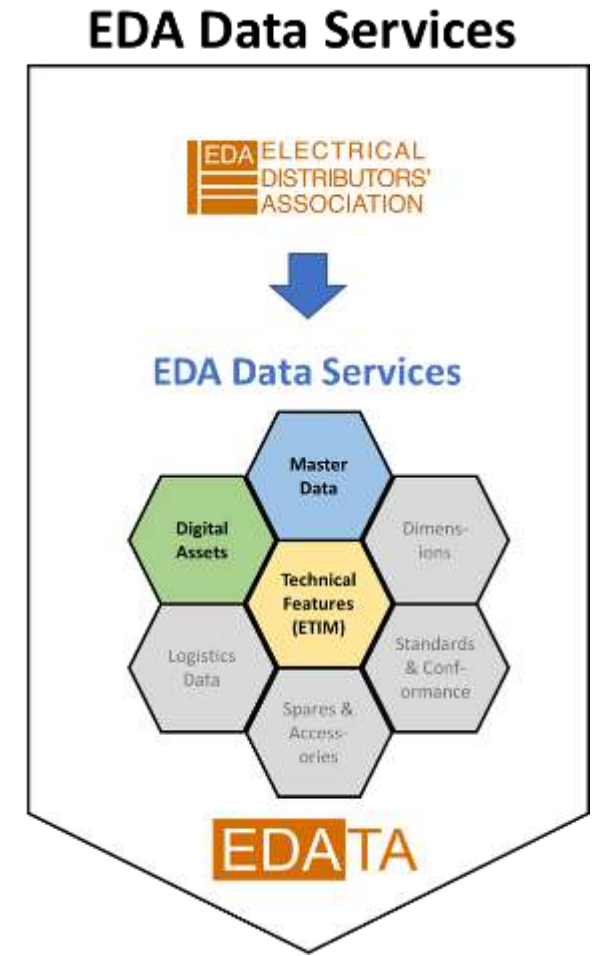 EDA Data Services
EDA ELECTRICAL
DISTRIBUTORS'
ASSOCIATION
EDA Data Services
Master
Data
Digital
Assets
Dimens-
ions
Technical
Features
(ETIM)
Logistics
Data
Standards
& Conf-
ormance
Spares &
Access-
ories
EDATA